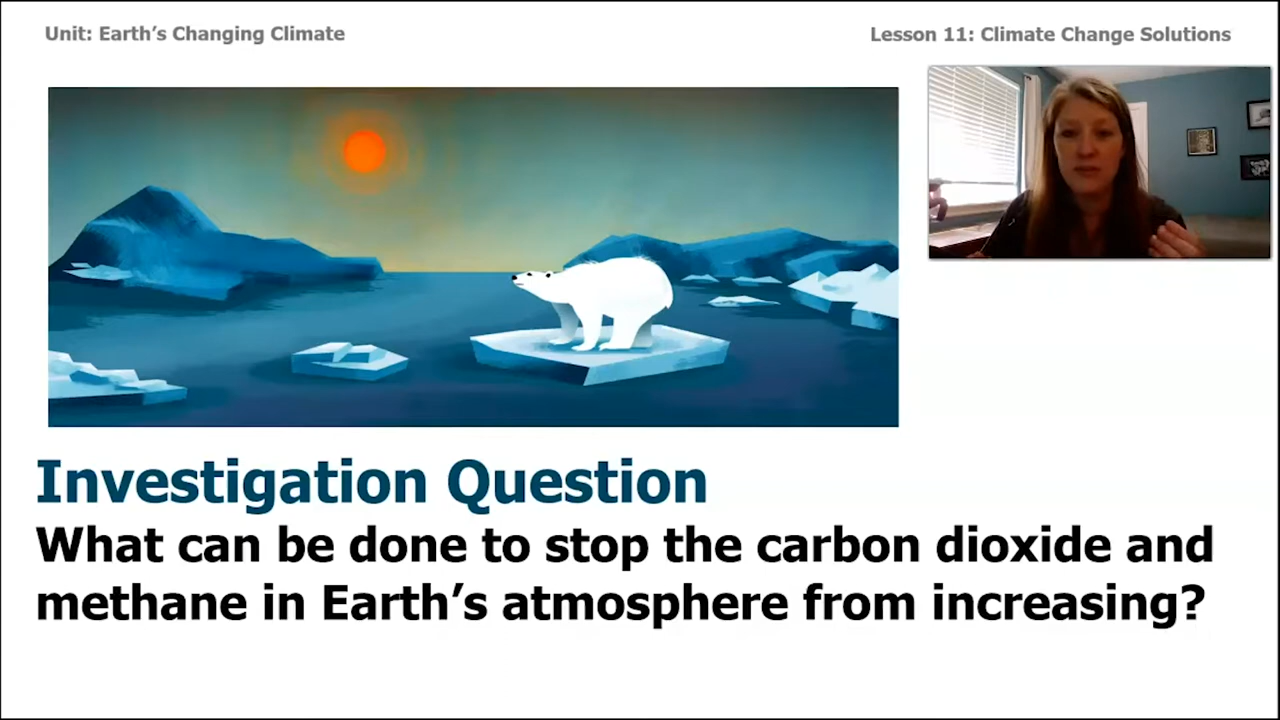 Unit: Earth's Changing Climate
Lesson 11: Climate Change Solutions
Investigation Question
What can be done to stop the carbon dioxide and
methane in Earth's atmosphere from increasing?